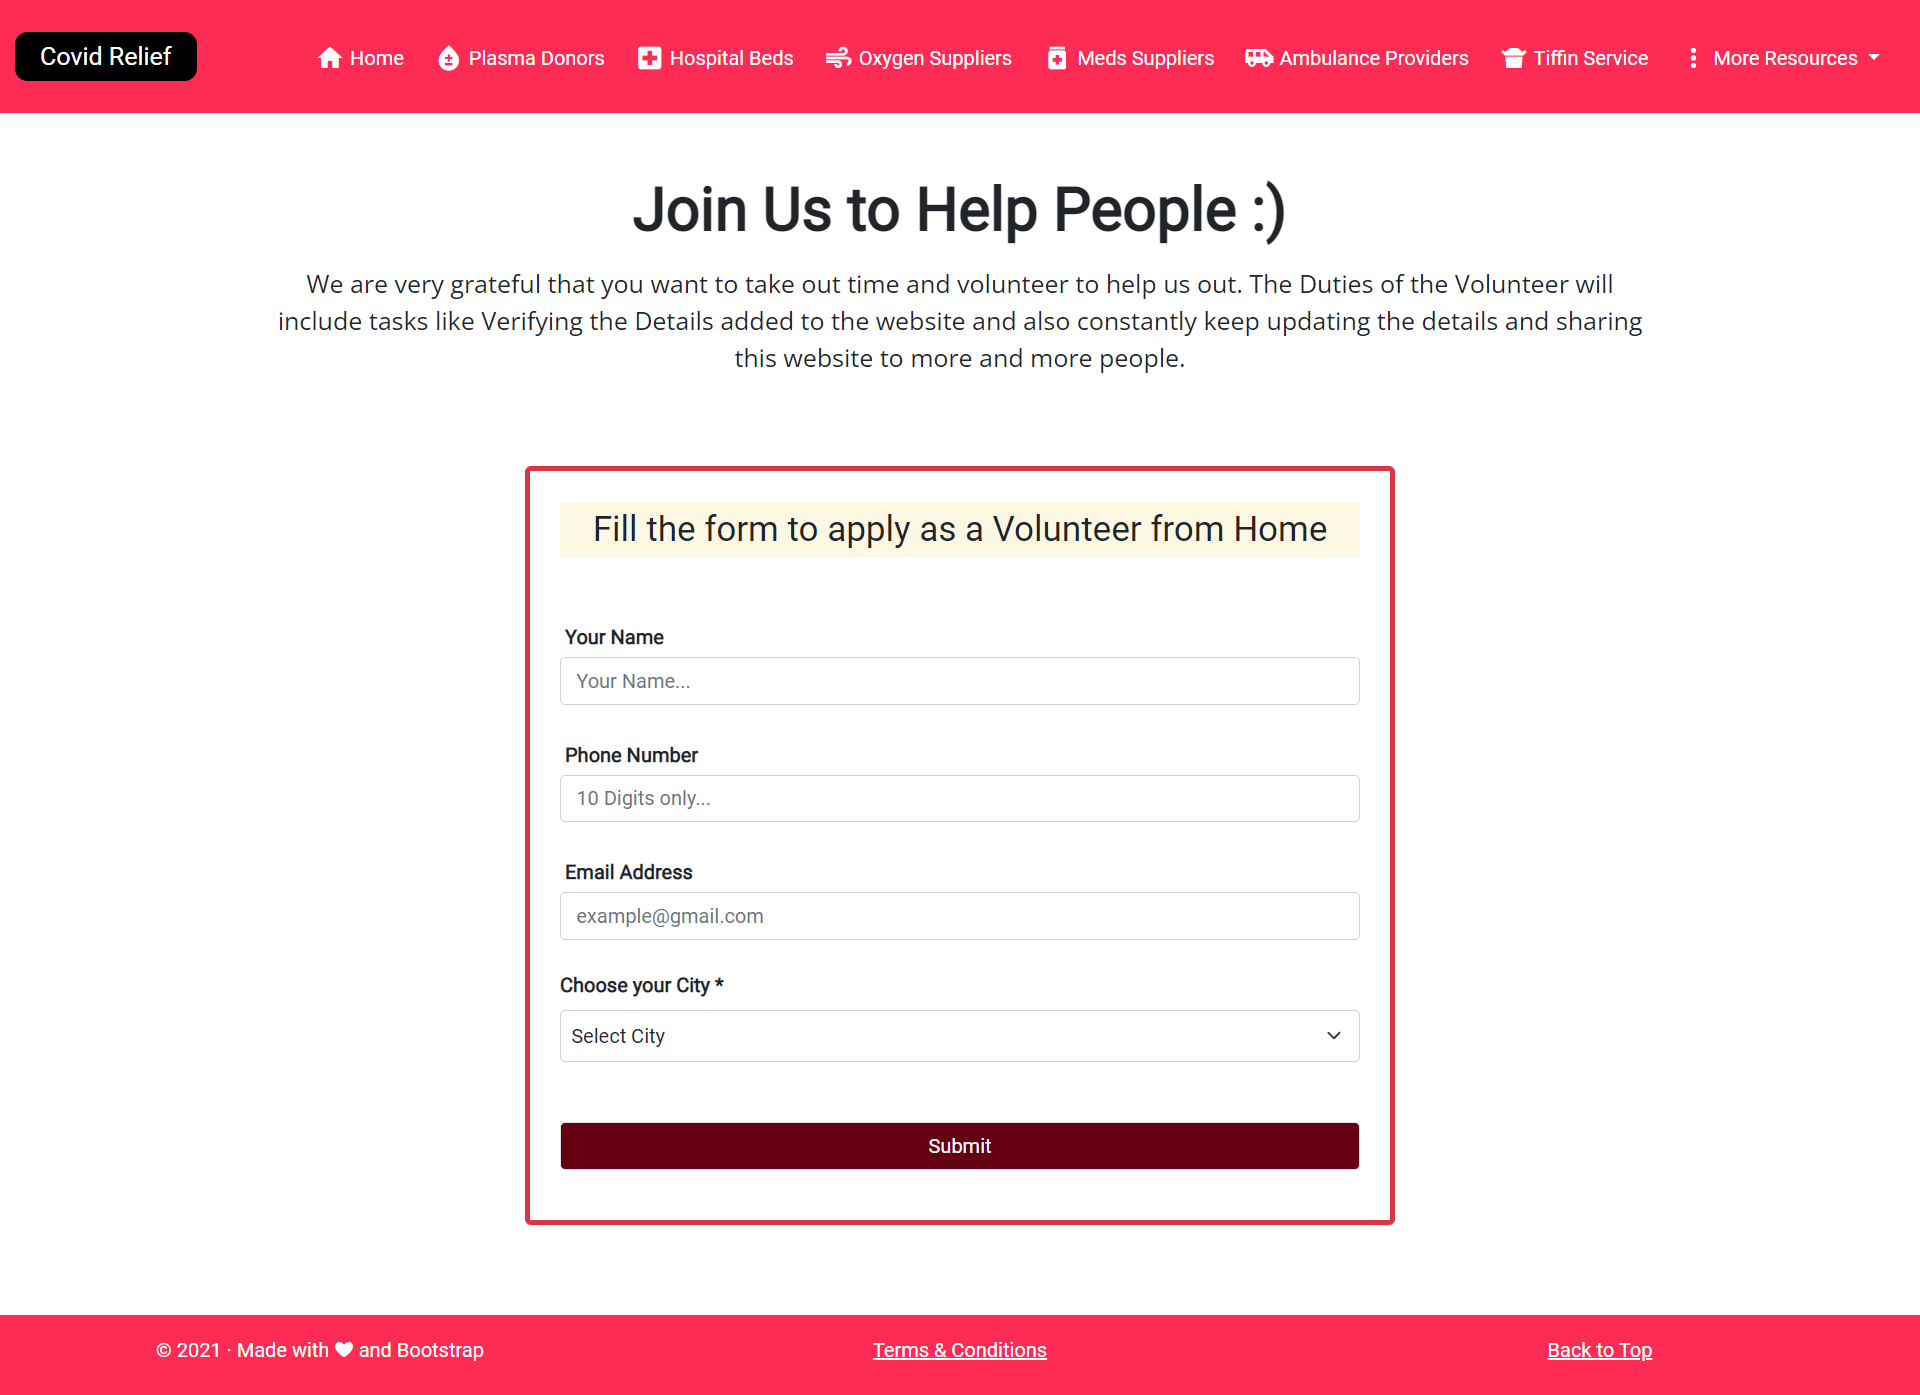 Covid Relief
Home
Plasma Donors
Hospital Beds
Oxygen Suppliers
Meds Suppliers
Ambulance Providers
Tiffin Service
More Resources
Join Us to Help People :)
We are very grateful that you want to take out time and volunteer to help us out. The Duties of the Volunteer will
include tasks like Verifying the Details added to the website and also constantly keep updating the details and sharing
this website to more and more people.
Fill the form to apply as a Volunteer from Home
Your Name
Your Name...
Phone Number
10 Digits only...
Email Address
example@gmail.com
Choose your City *
Select City
Submit
© 2021 · Made with ♥ and Bootstrap
Terms & Conditions
Back to Top